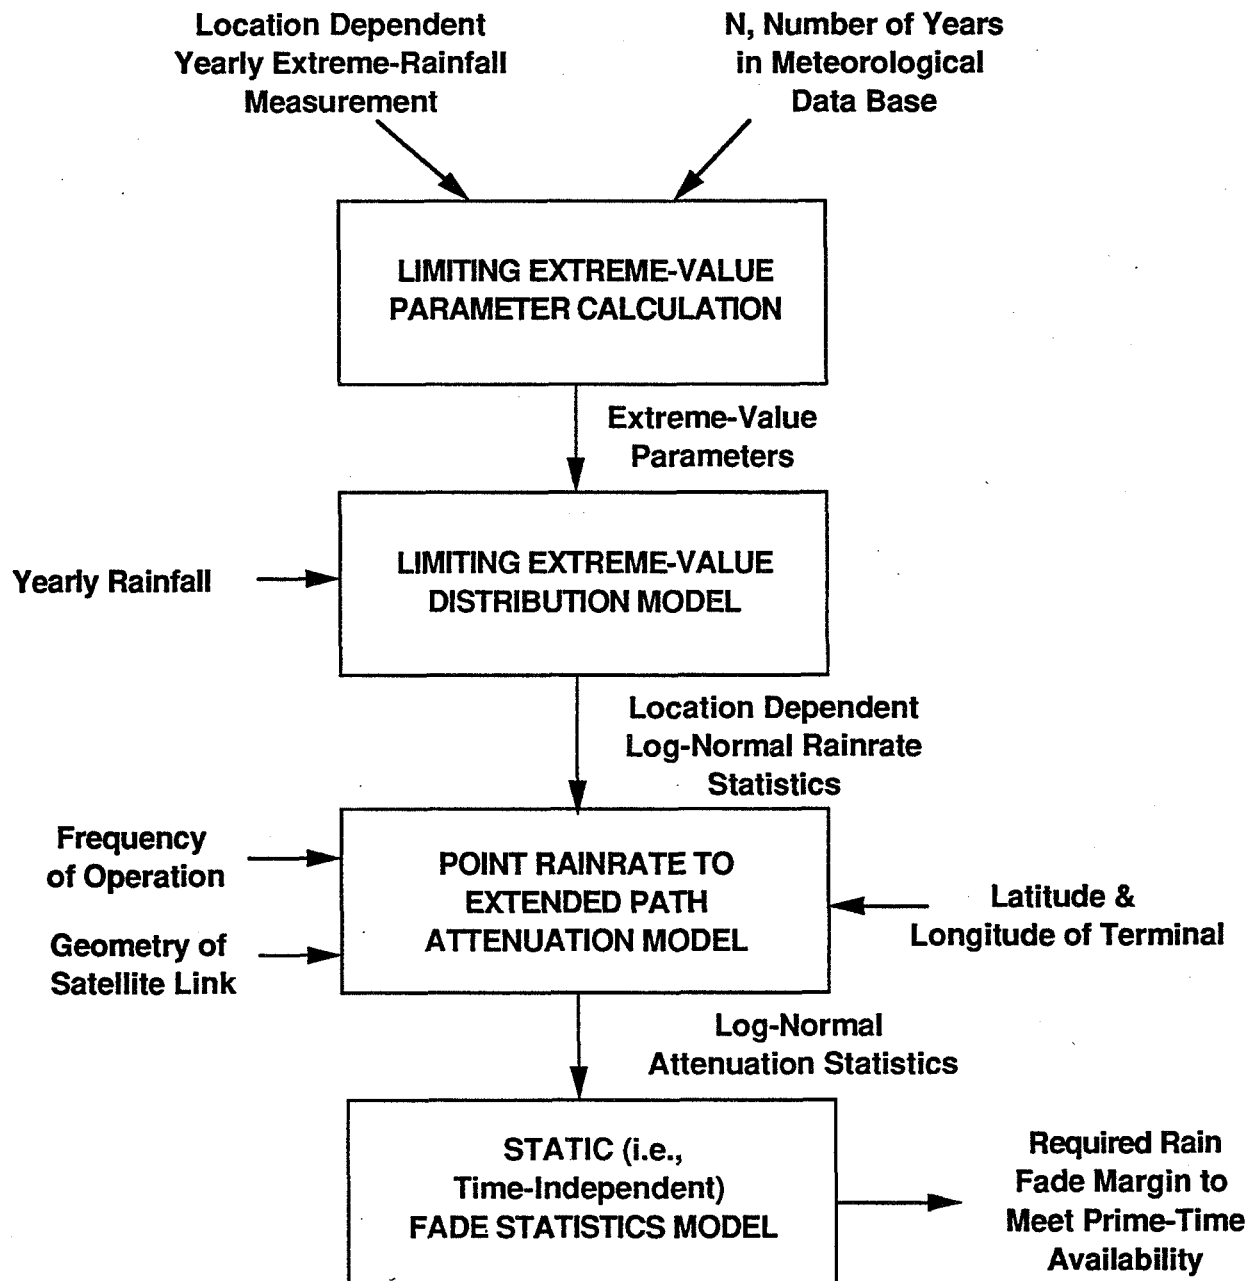 Location Dependent
Yearly Extreme-Rainfall
Measurement
N, Number of Years
in Meteorological
Data Base
LIMITING EXTREME-VALUE
PARAMETER CALCULATION
Extreme-Value
Parameters
Yearly Rainfall
LIMITING EXTREME-VALUE
DISTRIBUTION MODEL
Location Dependent
Log-Normal Rainrate
Statistics
Frequency
of Operation
Geometry of
Satellite Link
POINT RAINRATE TO
EXTENDED PATH
ATTENUATION MODEL
Latitude &
Longitude of Terminal
Log-Normal
Attenuation Statistics
STATIC (i.e.,
Time-Independent)
FADE STATISTICS MODEL
Required Rain
Fade Margin to
Meet Prime-Time
Availability